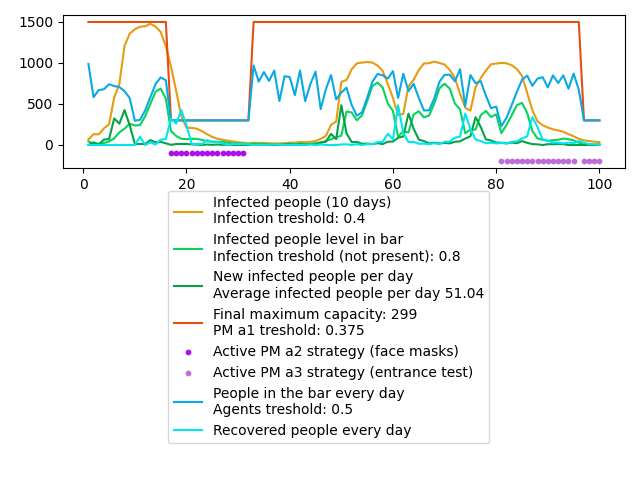 1500
1000
500
0
0 20 40 60 80 100
Infected people (10 days)
Infection treshold: 0.4
Infected people level in bar
Infection treshold (not present): 0.8
New infected people per day
Average infected people per day 51.04
Final maximum capacity: 299
PM a1 treshold: 0.375
Active PM a2 strategy (face masks)
Active PM a3 strategy (entrance test)
People in the bar every day
Agents treshold: 0.5
Recovered people every day